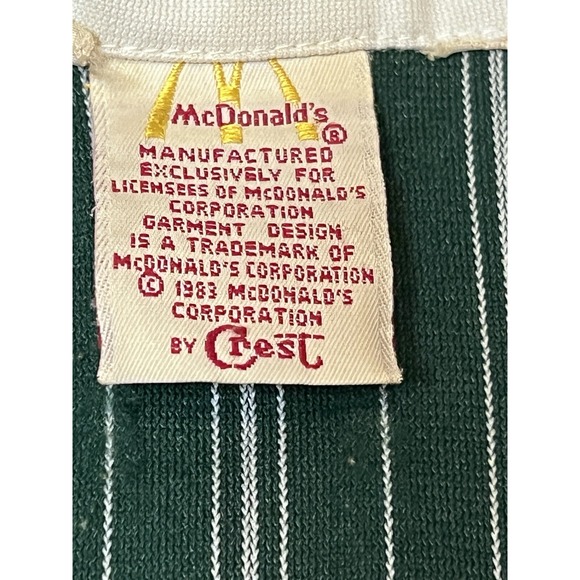 McDonald's ®
MANUFACTURED
EXCLUSIVELY FOR
LICENSEES OF McDONALD'S
CORPORATION
GARMENT DESIGN
IS A TRADEMARK OF
McDONALD'S CORPORATION
© 1983 McDONALD'S
CORPORATION
BY Crest